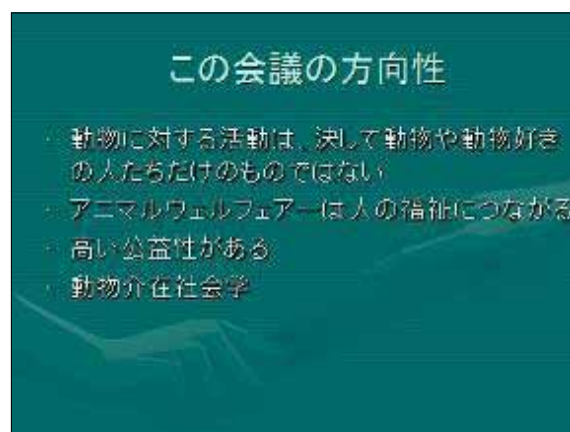 この会議の方向性
動物に対する活動は、決して動物や動物好き
の人たちだけのものではない
アニマルウェルフェアーは人の福祉につながる
高い公益性がある
動物介在社会学